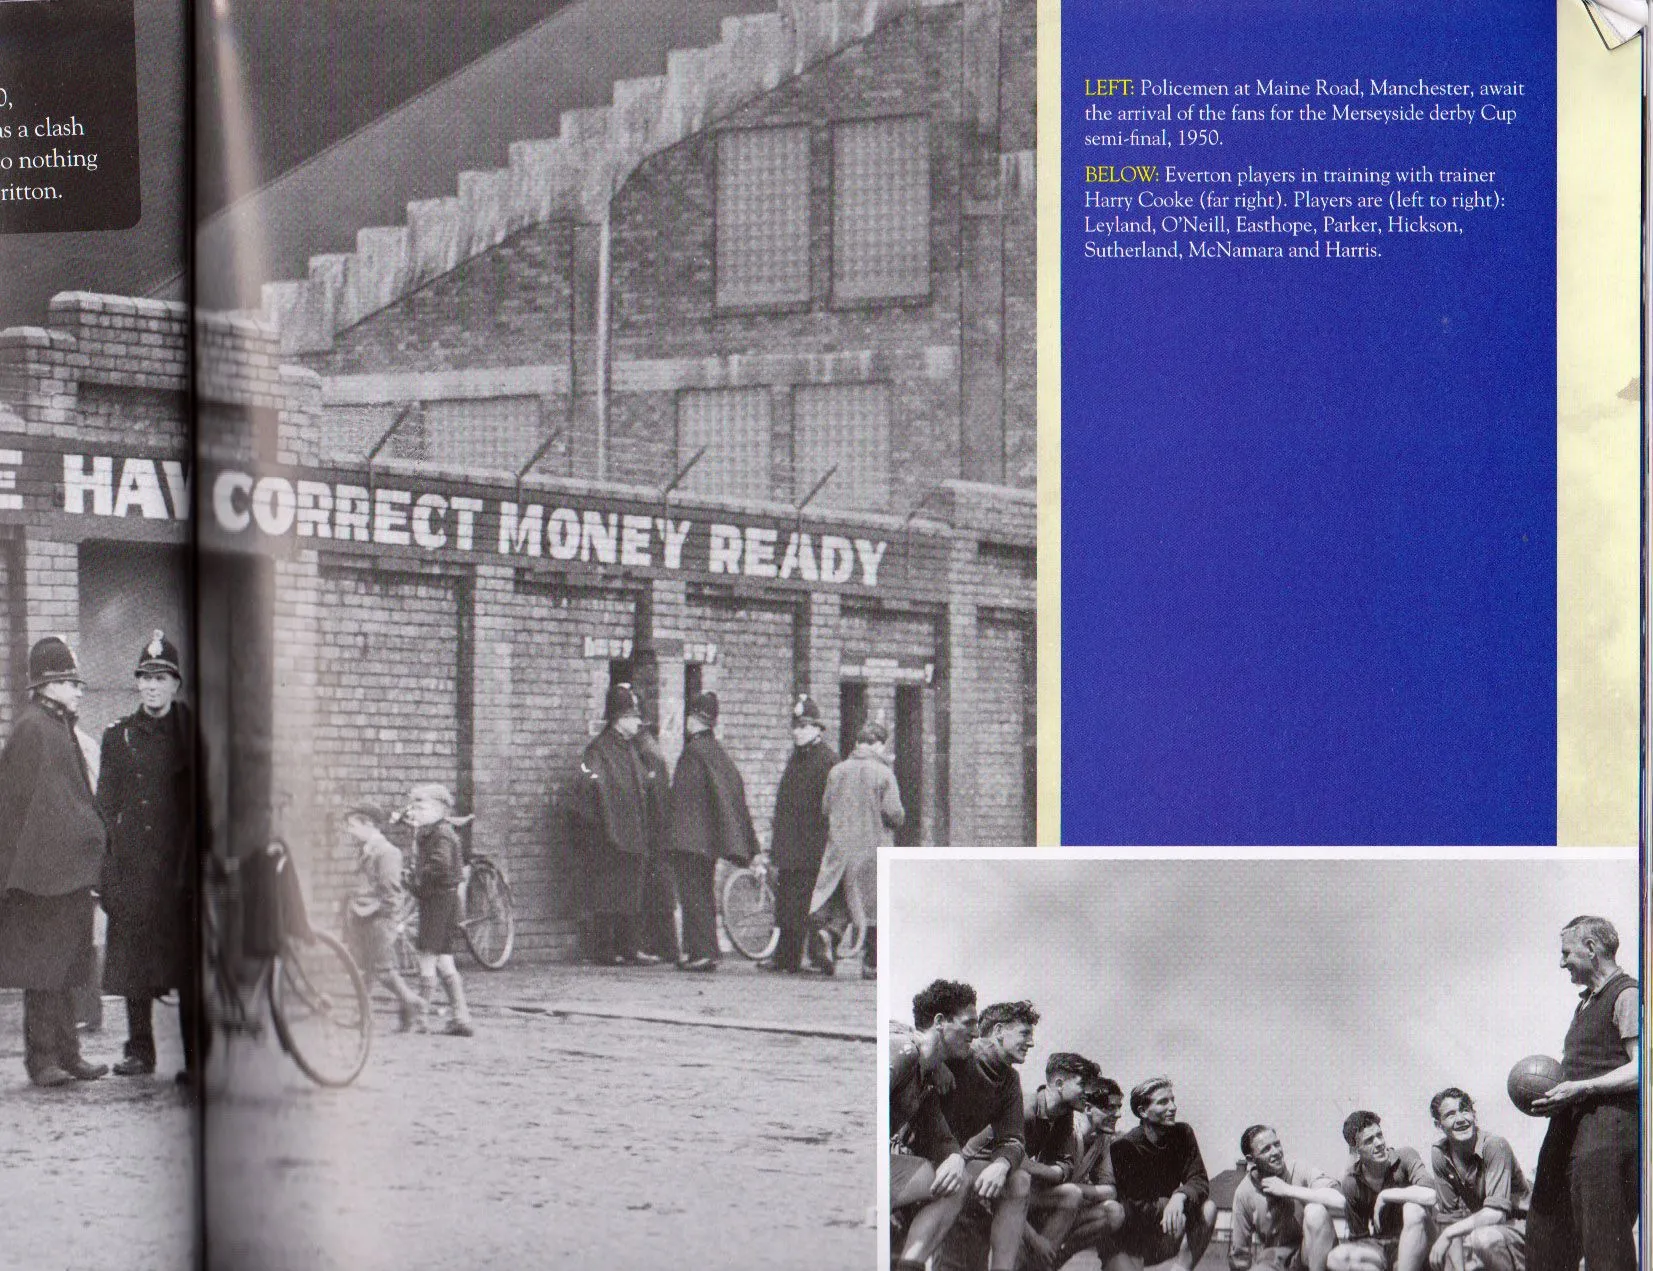 0,
as a clash
o nothing
ritton.
E HAV CORRECT MONEY READY
LEFT: Policemen at Maine Road, Manchester, await
the arrival of the fans for the Merseyside derby Cup
semi-final, 1950.
BELOW: Everton players in training with trainer
Harry Cooke (far right). Players are (left to right):
Leyland, O'Neill, Easthope, Parker, Hickson,
Sutherland, McNamara and Harris.